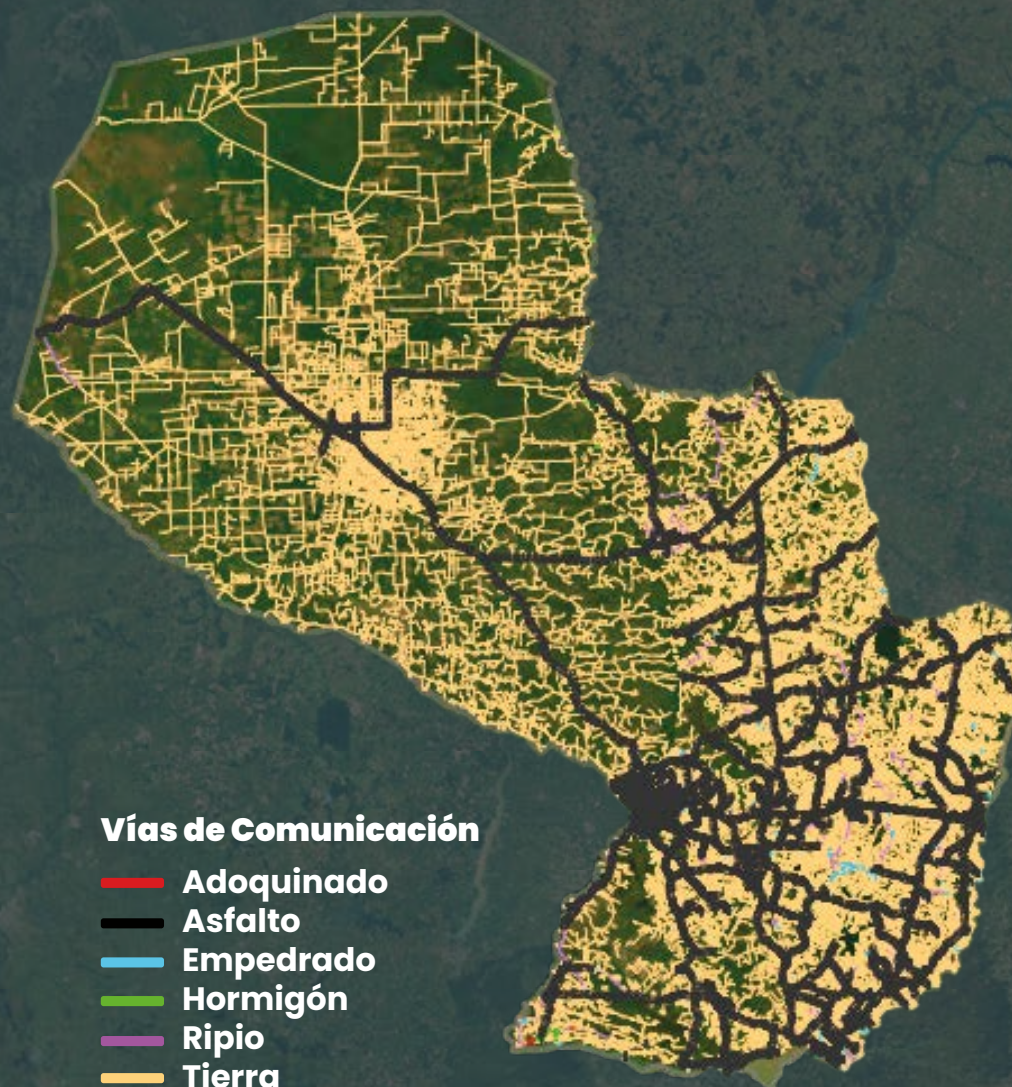 Vías de Comunicación
Adoquinado
Asfalto
Empedrado
Hormigón
Ripio
Tierra